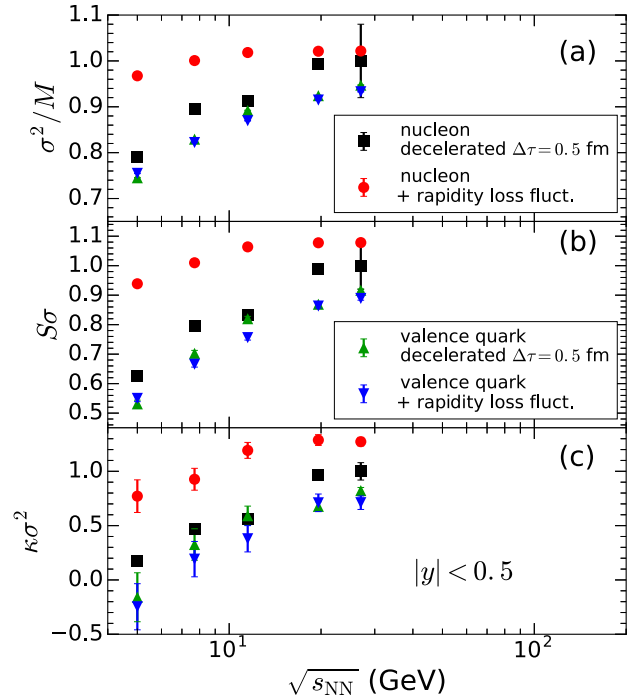 1.1
1.0
0.9
0.8
0.7
σ²/M
(a)
nucleon
decelerated Δτ = 0.5 fm
nucleon
+ rapidity loss fluct.
1.1
1.0
0.9
0.8
0.7
0.6
0.5
Sσ
(b)
valence quark
decelerated Δτ = 0.5 fm
valence quark
+ rapidity loss fluct.
1.0
0.5
0.0
−0.5
κσ²
(c)
|y| < 0.5
10¹
10²
√sNN (GeV)